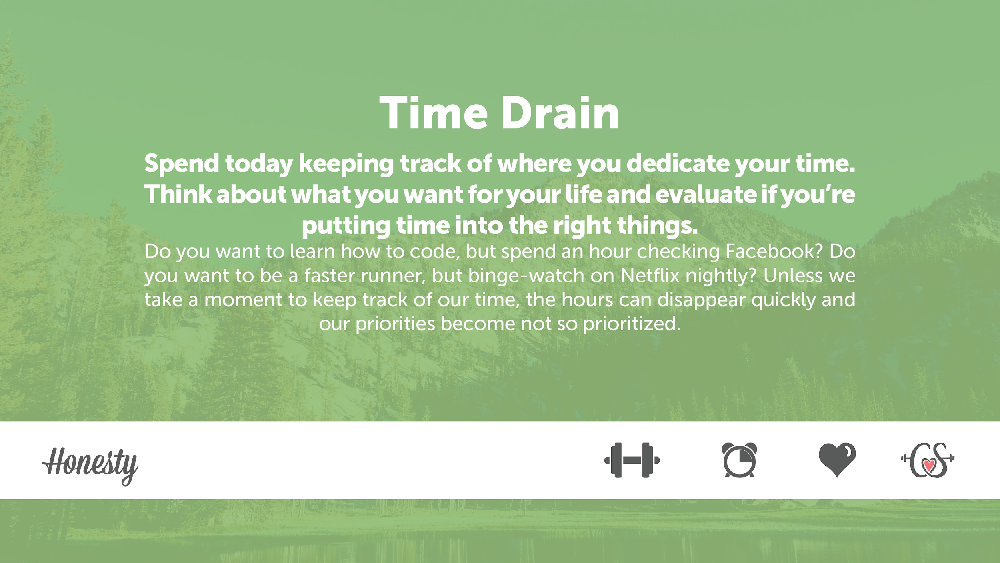 Time Drain
Spend today keeping track of where you dedicate your time.
Think about what you want for your life and evaluate if you’re
putting time into the right things.
Do you want to learn how to code, but spend an hour checking Facebook? Do
you want to be a faster runner, but binge-watch on Netflix nightly? Unless we
take a moment to keep track of our time, the hours can disappear quickly and
our priorities become not so prioritized.
Honesty
CS